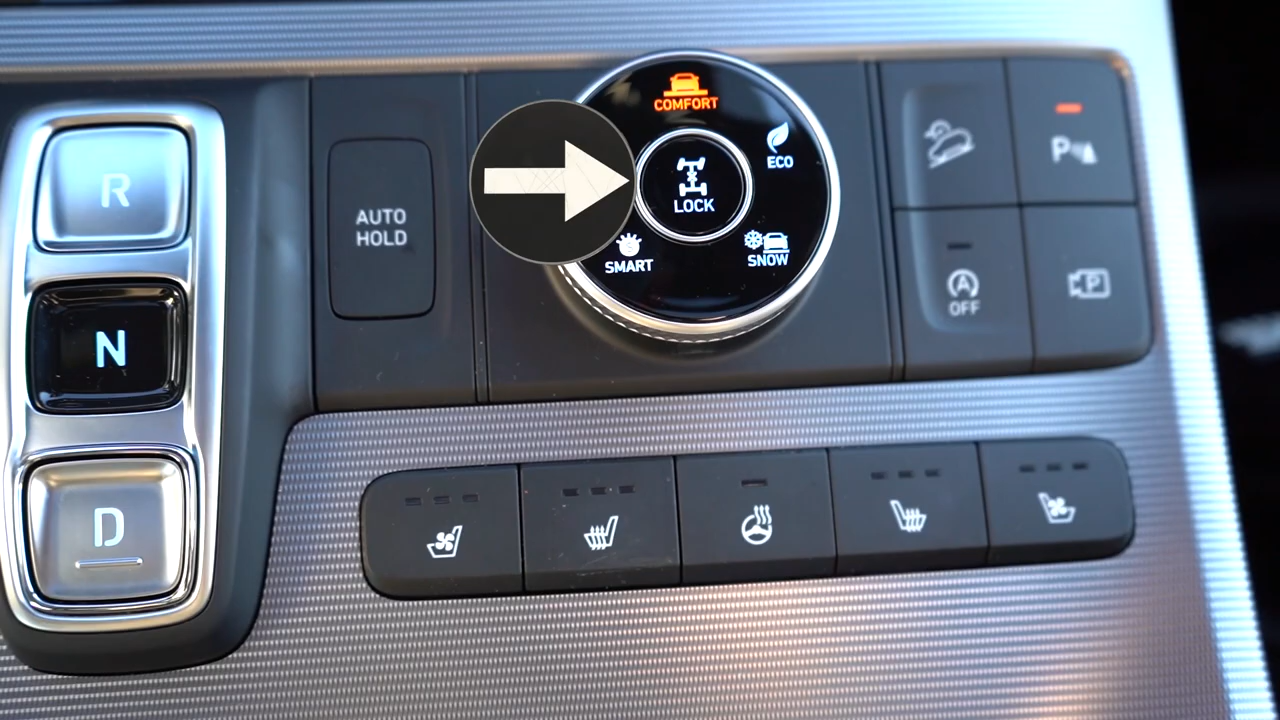 R
N
D
AUTO
HOLD
COMFORT
ECO
LOCK
SMART
SNOW
P
A
OFF
P